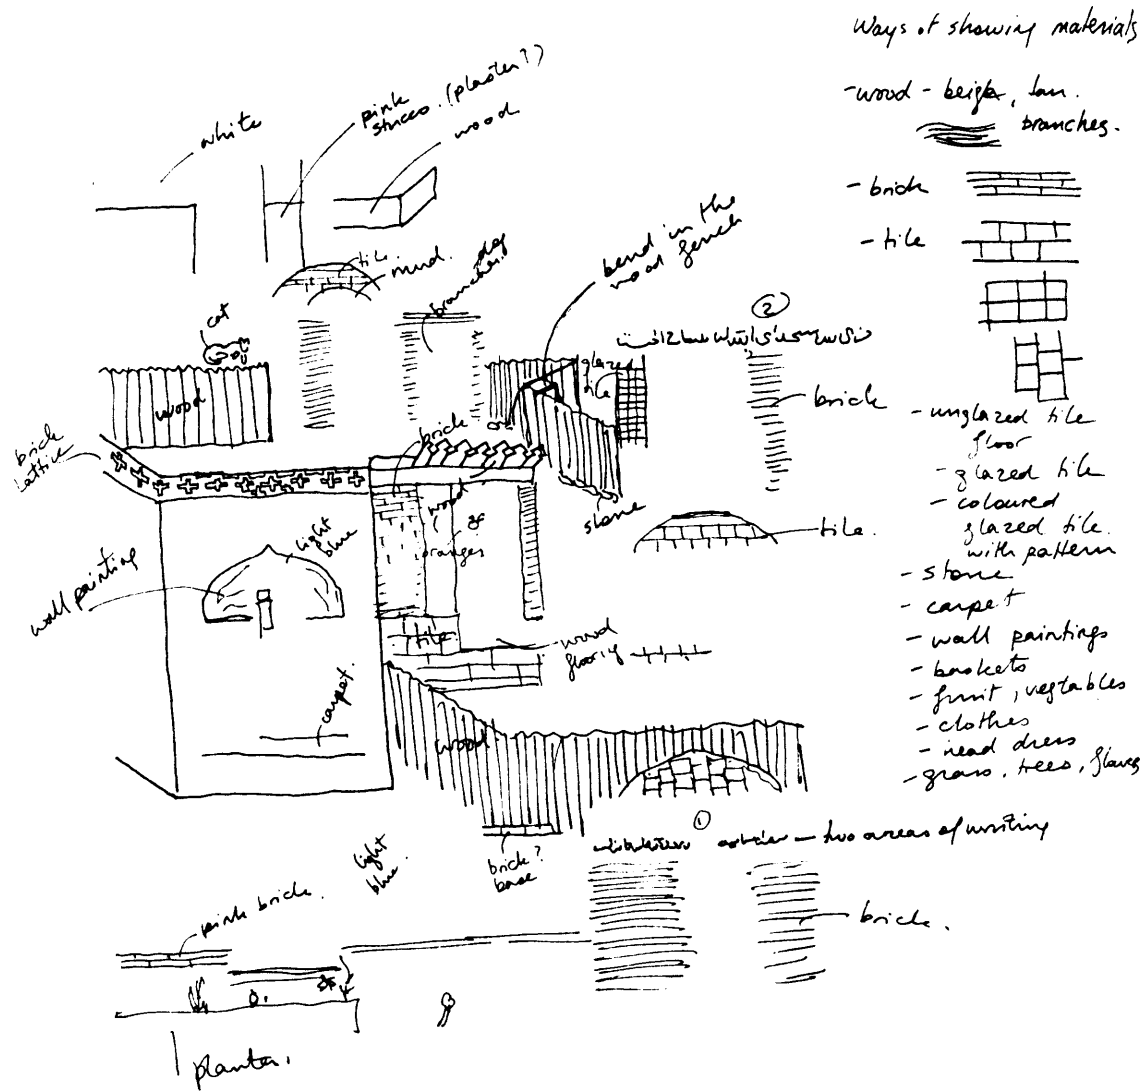 Ways of showing materials
- wood - beige, tan.
branches.
- brick
- tile
- unglazed tile
floor
- glazed tile
- coloured
glazed tile
with pattern
- stone
- carpet
- wall paintings
- baskets
- fruit, vegtables
- clothes
- head dress
- grass, trees, flowers
white
pink
stucco. (plaster?)
wood
tile
mud.
branches.
bend in the
wood fence
cat
wood
glazed
tile
②
brick
brick
lattice
brick
wood
oranges
stone
tile.
light
blue
wall painting
tile
wood
flooring
carpet.
wood
①
two areas of writing
light
blue.
brick?
base
pink brick.
brick.
planter.